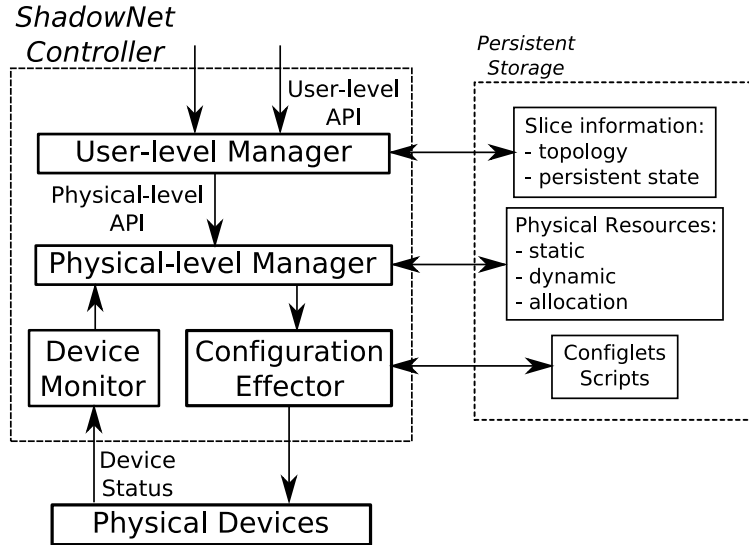 ShadowNet
Controller
User-level
API
User-level Manager
Physical-level
API
Physical-level Manager
Device
Monitor
Configuration
Effector
Device
Status
Physical Devices
Persistent
Storage
Slice information:
- topology
- persistent state
Physical Resources:
- static
- dynamic
- allocation
Configlets
Scripts